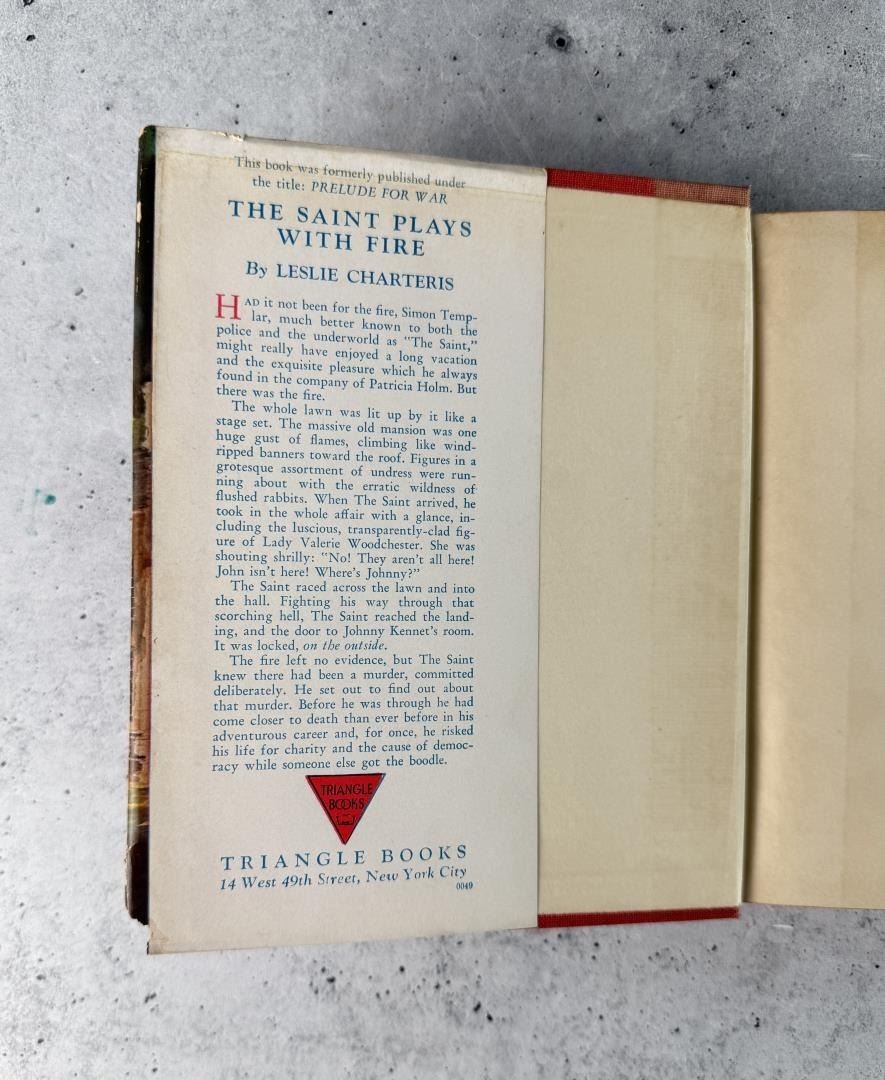 This book was formerly published under
the title: PRELUDE FOR WAR
THE SAINT PLAYS
WITH FIRE
By LESLIE CHARTERIS
HAD it not been for the fire, Simon Temp-
lar, much better known to both the
police and the underworld as "The Saint,"
might really have enjoyed a long vacation
and the exquisite pleasure which he always
found in the company of Patricia Holm. But
there was the fire.
The whole lawn was lit up by it like a
stage set. The massive old mansion was one
huge gust of flames, climbing like wind-
ripped banners toward the roof. Figures in a
grotesque assortment of undress were run-
ning about with the erratic wildness of
flushed rabbits. When The Saint arrived, he
took in the whole affair with a glance, in-
cluding the luscious, transparently-clad fig-
ure of Lady Valerie Woodchester. She was
shouting shrilly: "No! They aren't all here!
John isn't here! Where's Johnny?"
The Saint raced across the lawn and into
the hall. Fighting his way through that
scorching hell, The Saint reached the land-
ing, and the door to Johnny Kennet's room.
It was locked, on the outside.
The fire left no evidence, but The Saint
knew there had been a murder, committed
deliberately. He set out to find out about
that murder. Before he was through he had
come closer to death than ever before in his
adventurous career and, for once, he risked
his life for charity and the cause of democ-
racy while someone else got the boodle.
TRIANGLE
BOOKS
TRIANGLE BOOKS
14 West 49th Street, New York City
0049